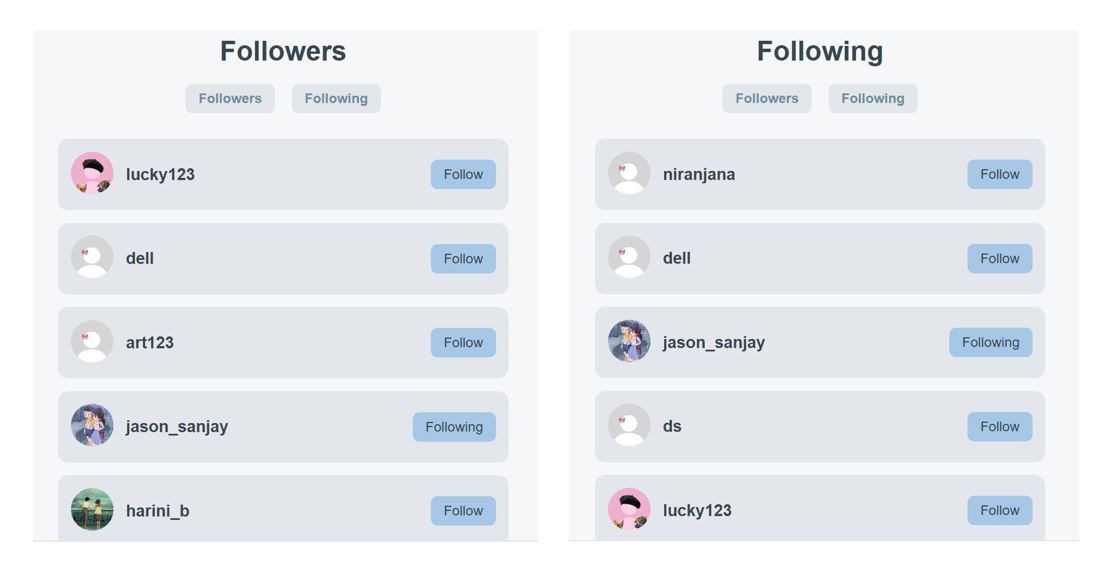 Followers
Followers Following
lucky123 Follow
dell Follow
art123 Follow
jason_sanjay Following
harini_b Follow
Following
Followers Following
niranjana Follow
dell Follow
jason_sanjay Following
ds Follow
lucky123 Follow